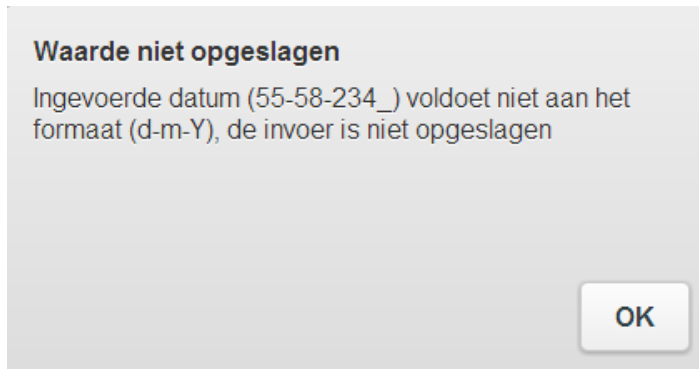 Waarde niet opgeslagen
Ingevoerde datum (55-58-234_) voldoet niet aan het
formaat (d-m-Y), de invoer is niet opgeslagen
OK